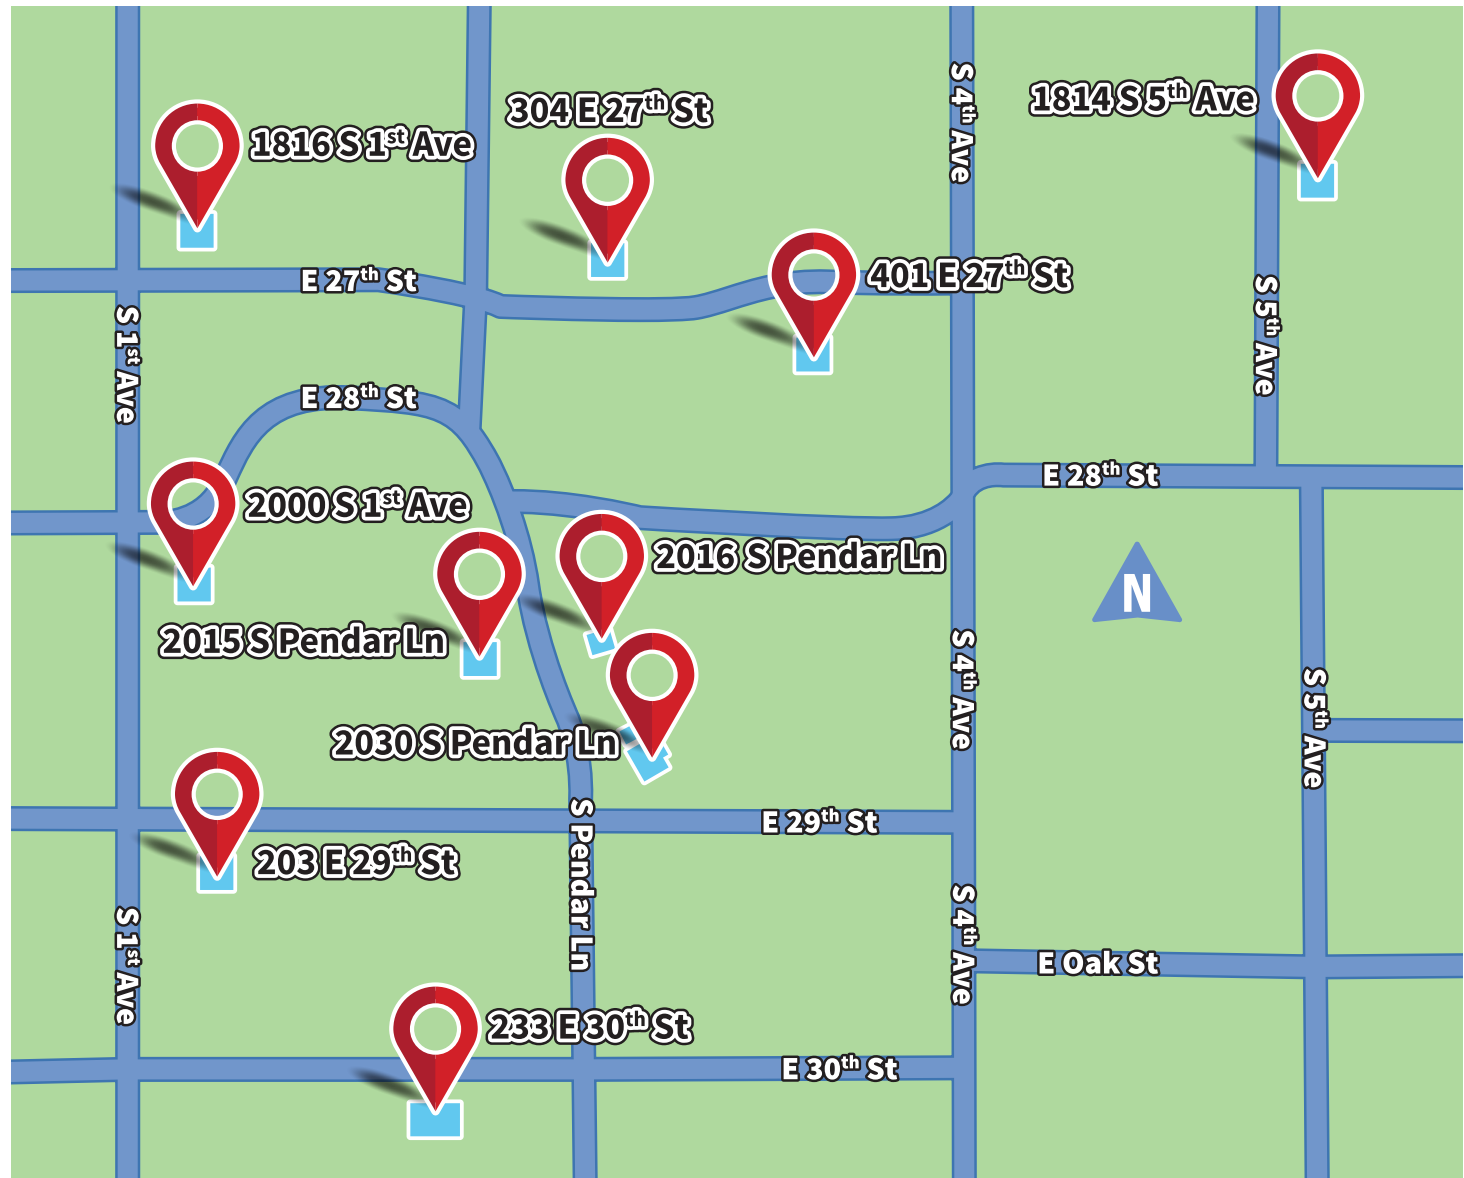 S 4th Ave
1814 S 5th Ave
304 E 27th St
1816 S 1st Ave
E 27th St
401 E 27th St
S 1st Ave
S 5th Ave
E 28th St
E 28th St
2000 S 1st Ave
2016 S Pendar Ln
N
2015 S Pendar Ln
S 4th Ave
S 5th Ave
2030 S Pendar Ln
E 29th St
203 E 29th St
S Pendar Ln
S 1st Ave
S 4th Ave
E Oak St
233 E 30th St
E 30th St